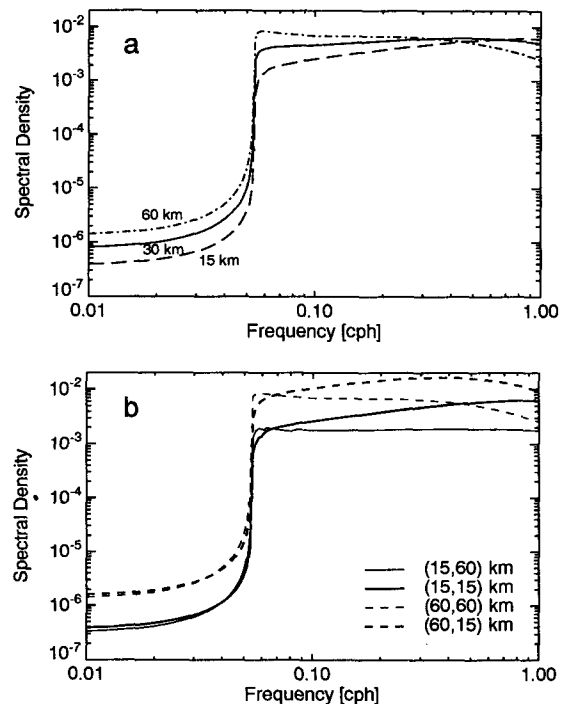 a
Spectral Density
10-2
10-3
10-4
10-5
10-6
10-7
60 km
30 km
15 km
0.01
0.10
1.00
Frequency [cph]
b
Spectral Density
10-2
10-3
10-4
10-5
10-6
10-7
(15,60) km
(15,15) km
(60,60) km
(60,15) km
0.01
0.10
1.00
Frequency [cph]